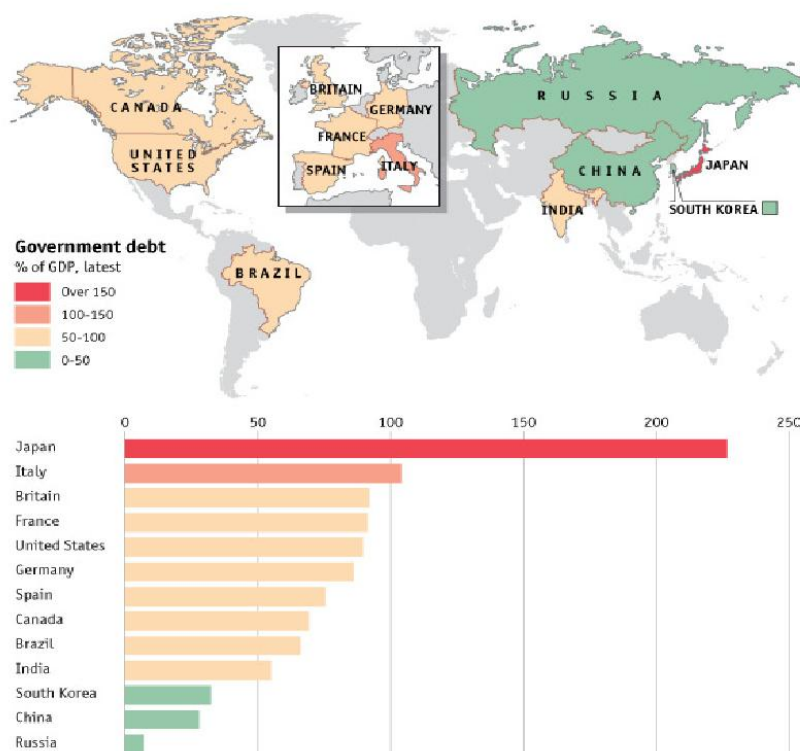 CANADA
UNITED
STATES
BRITAIN
GERMANY
FRANCE
SPAIN
ITALY
RUSSIA
CHINA
JAPAN
INDIA
SOUTH KOREA
BRAZIL
Government debt
% of GDP, latest
Over 150
100-150
50-100
0-50
0 50 100 150 200 250
Japan
Italy
Britain
France
United States
Germany
Spain
Canada
Brazil
India
South Korea
China
Russia